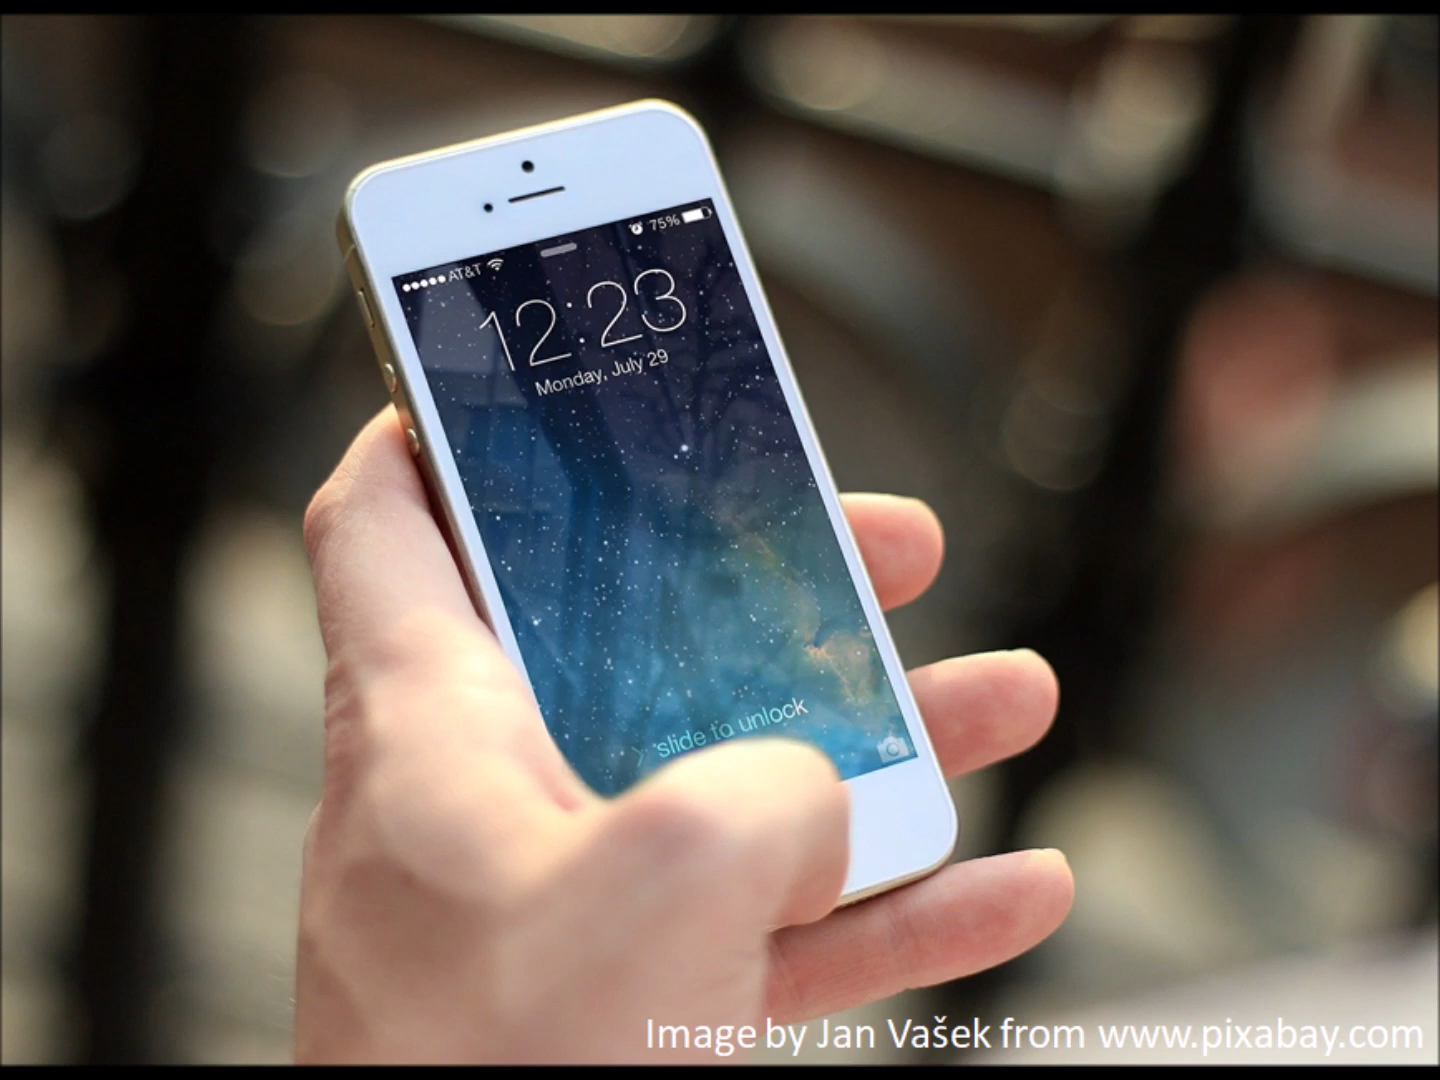 AT&T 75%
12:23
Monday, July 29
slide to unlock
Image by Jan Vašek from www.pixabay.com